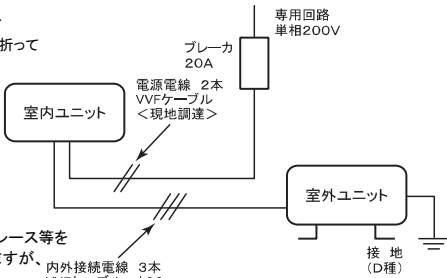 折って
専用回路
単相200V
ブレーカ
20A
電源電線 2本
VVFケーブル
<現地調達>
室内ユニット
室外ユニット
レース等を
ますが、
内外接続電線 3本
接地
(D種)